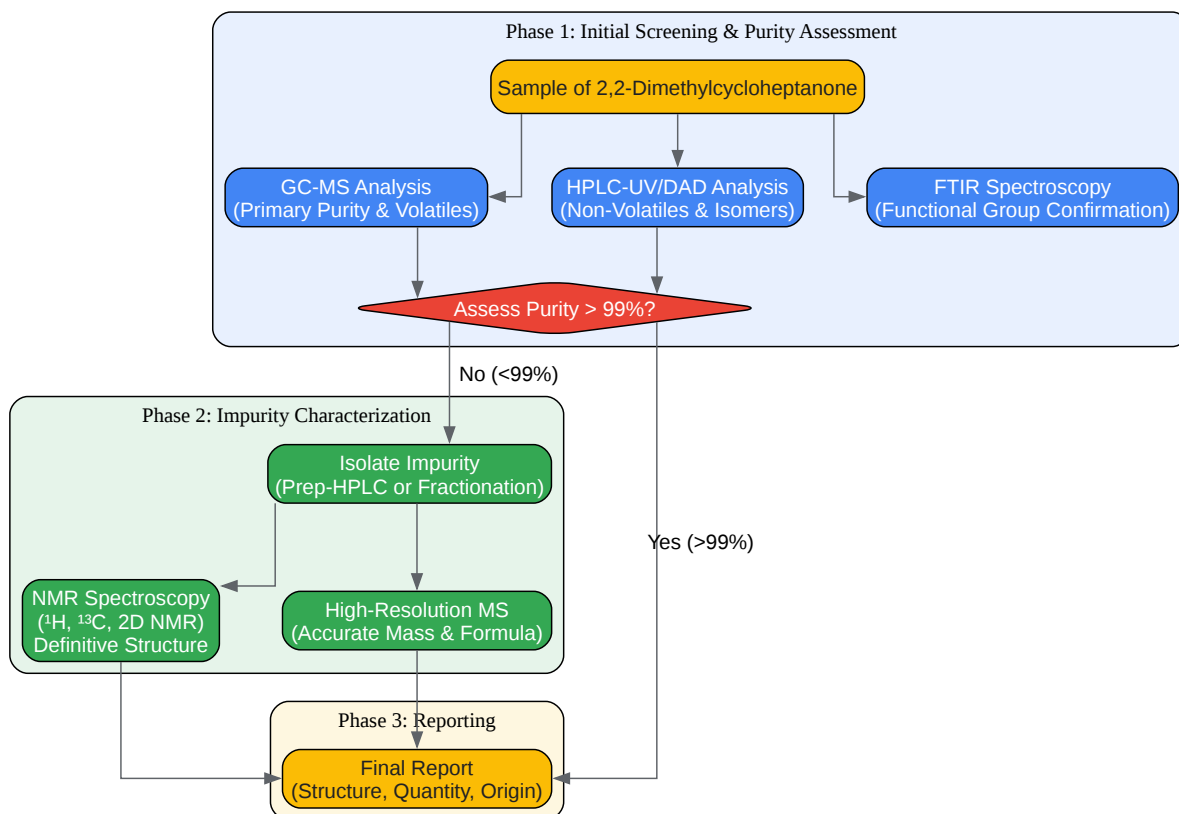 Phase 1: Initial Screening & Purity Assessment
Sample of 2,2-Dimethylcycloheptanone
GC-MS Analysis
(Primary Purity & Volatiles)
HPLC-UV/DAD Analysis
(Non-Volatiles & Isomers)
FTIR Spectroscopy
(Functional Group Confirmation)
Assess Purity > 99%?
No (<99%)
Phase 2: Impurity Characterization
Isolate Impurity
(Prep-HPLC or Fractionation)
Yes (>99%)
NMR Spectroscopy
(¹H, ¹³C, 2D NMR)
Definitive Structure
High-Resolution MS
(Accurate Mass & Formula)
Phase 3: Reporting
Final Report
(Structure, Quantity, Origin)